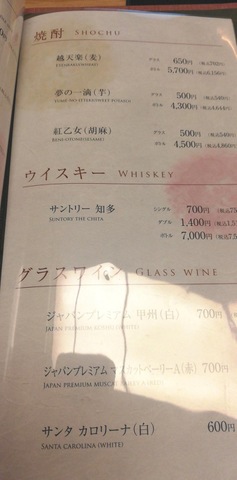 焼酎 SHOCHU
越天楽(麦) グラス 650円
ボトル 5,700円
夢の一滴(芋) グラス 500円
ボトル 4,300円
紅乙女(胡麻) グラス 500円
ボトル 4,500円
ウイスキー WHISKEY
サントリー 知多 シングル 700円
SUNTORY THE CHITA ダブル 1,400円
ボトル 7,000円
グラスワイン GLASS WINE
ジャパンプレミアム 甲州(白) 700円
JAPAN PREMIUM
ジャパンプレミアム マスカットベーリーA(赤) 700円
JAPAN PREMIUM
サンタ カロリーナ(白) 600円
SANTA CAROLINA (WHITE)